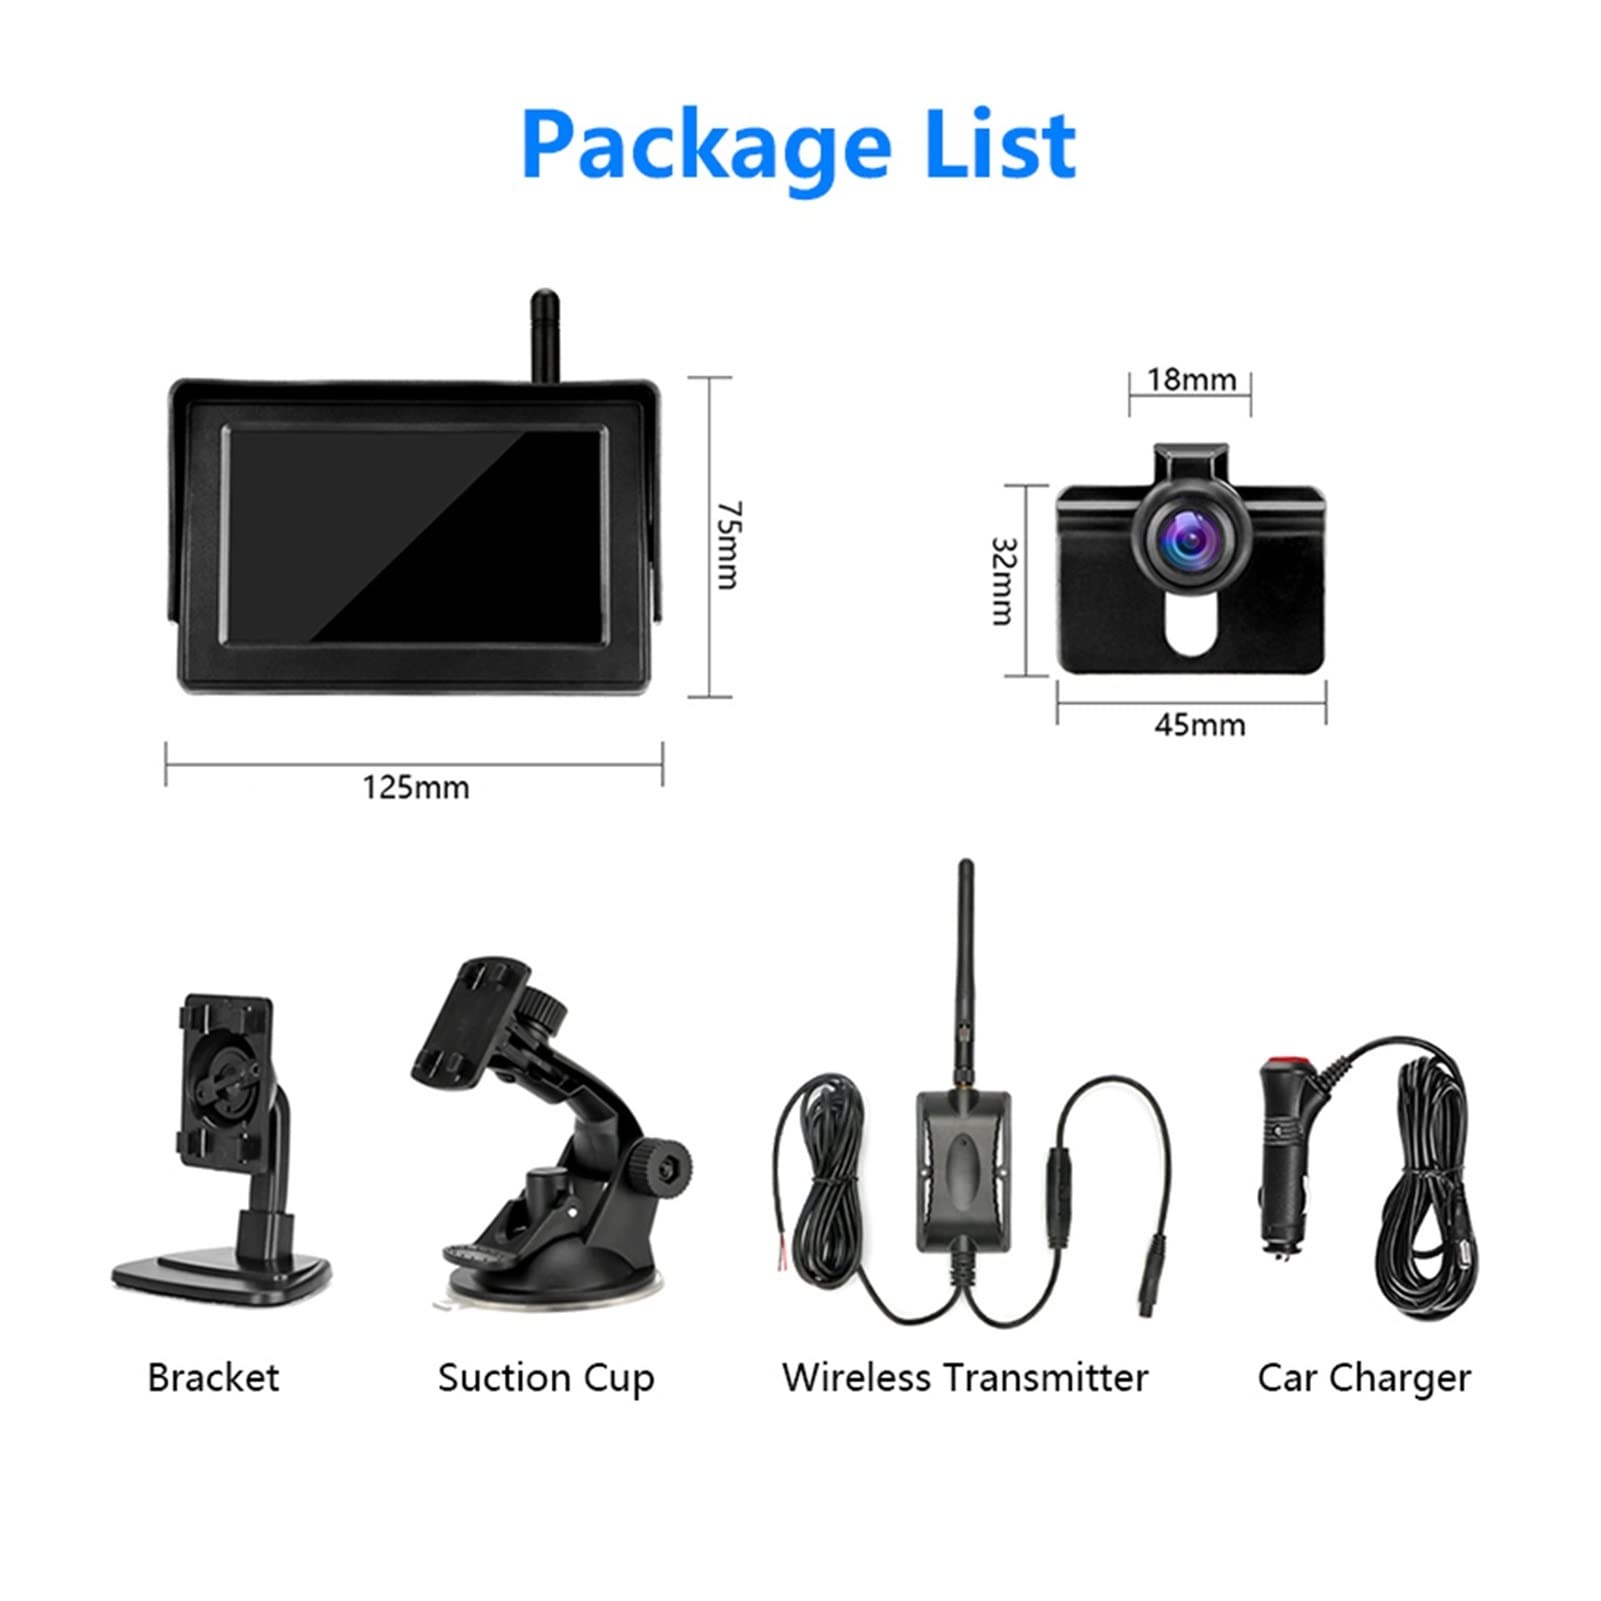 Package List
18mm
75mm
32mm
45mm
125mm
Bracket
Suction Cup
Wireless Transmitter
Car Charger